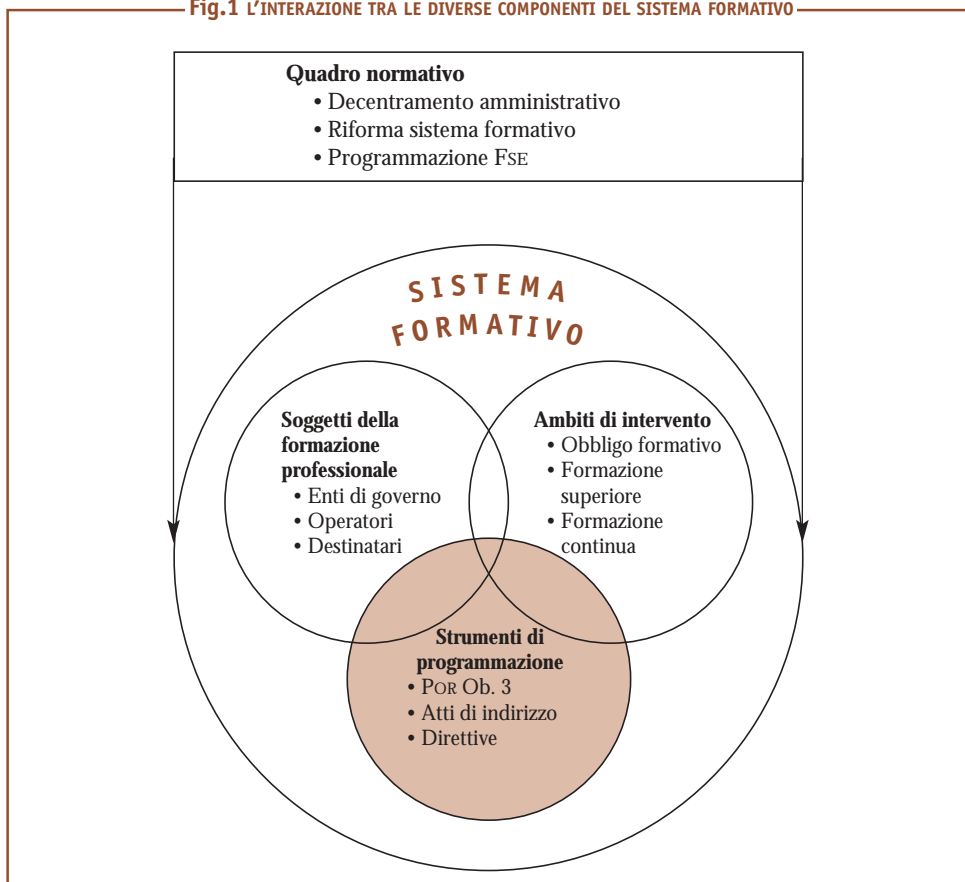 Fig.1 L'INTERAZIONE TRA LE DIVERSE COMPONENTI DEL SISTEMA FORMATIVO
Quadro normativo
• Decentramento amministrativo
• Riforma sistema formativo
• Programmazione FSE
SISTEMA
FORMATIVO
Soggetti della
formazione
professionale
• Enti di governo
• Operatori
• Destinatari
Ambiti di intervento
• Obbligo formativo
• Formazione
superiore
• Formazione
continua
Strumenti di
programmazione
• POR Ob. 3
• Atti di indirizzo
• Direttive